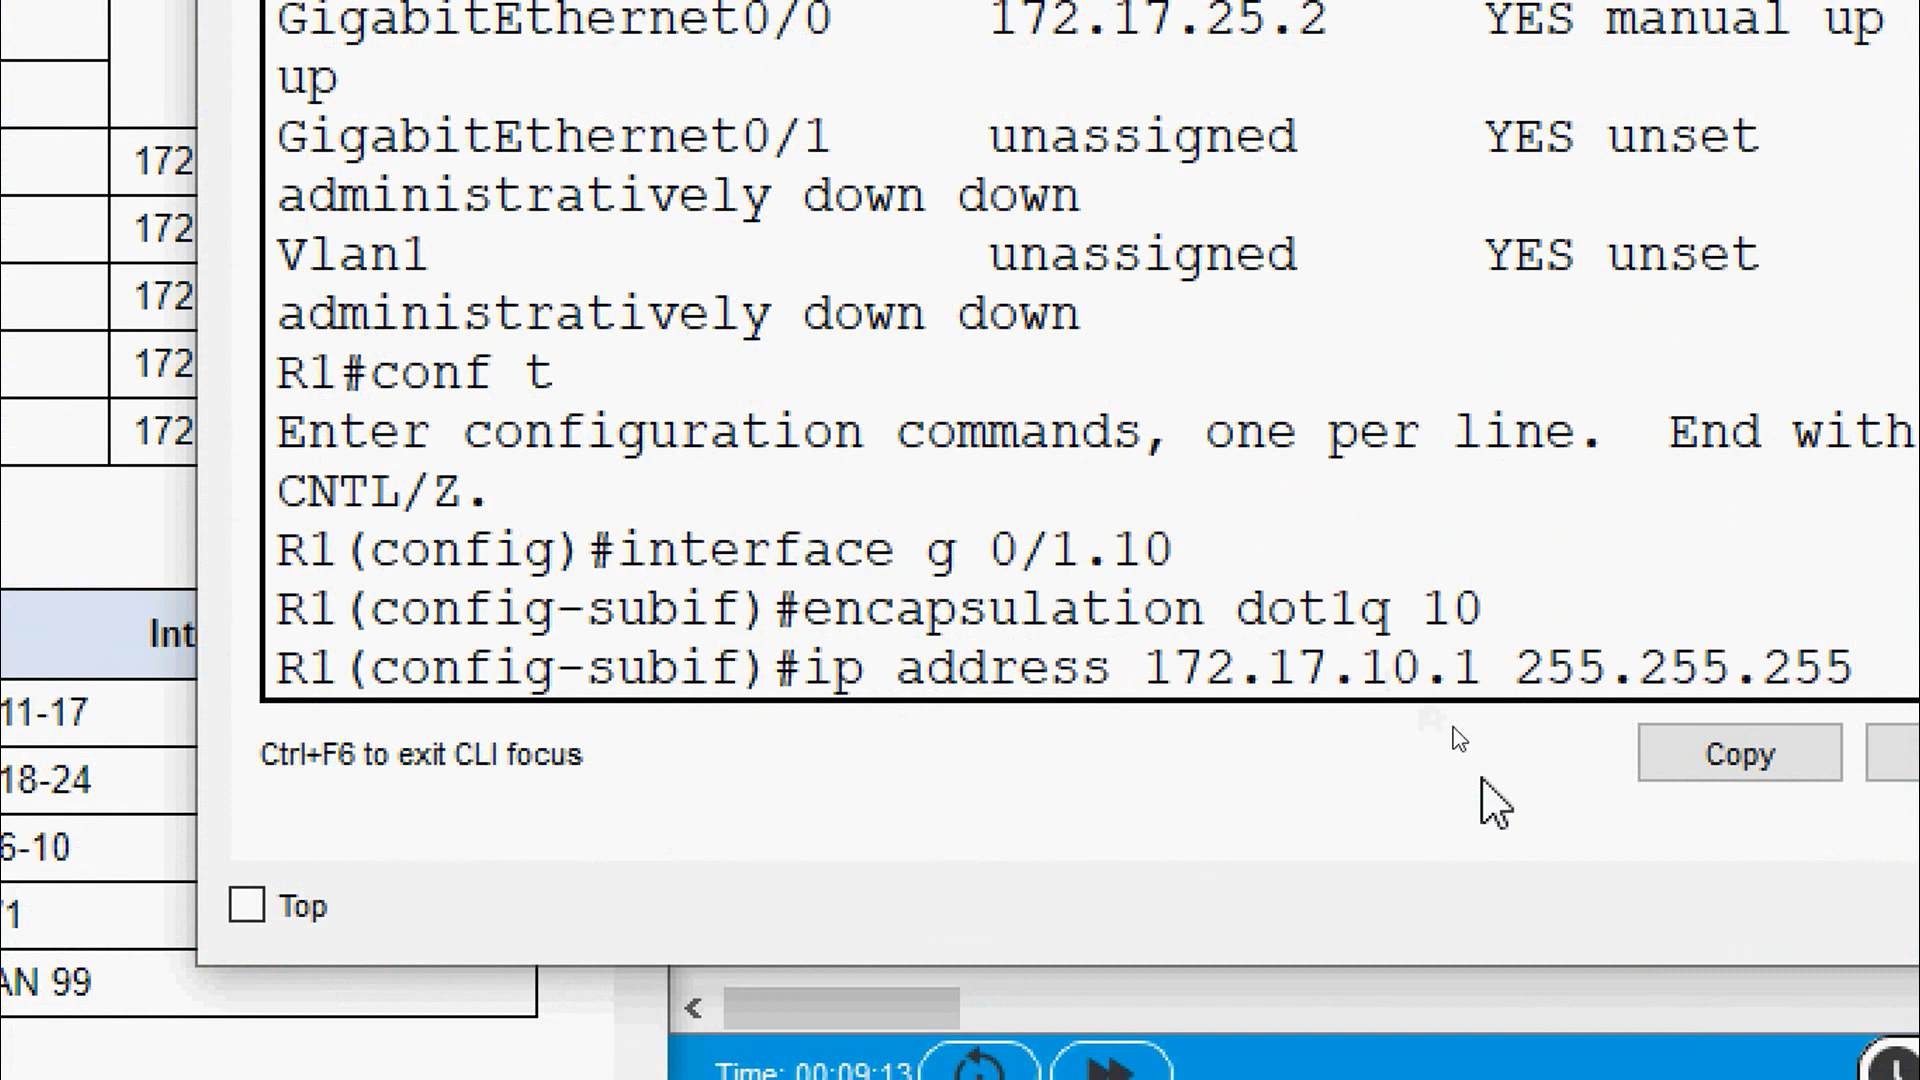 GigabitEthernet0/0 172.17.25.2 YES manual up
up
GigabitEthernet0/1 unassigned YES unset
administratively down down
Vlan1 unassigned YES unset
administratively down down
R1#conf t
Enter configuration commands, one per line. End with
CNTL/Z.
R1(config)#interface g 0/1.10
R1(config-subif)#encapsulation dot1q 10
R1(config-subif)#ip address 172.17.10.1 255.255.255
Ctrl+F6 to exit CLI focus
Copy
Top
172
172
172
172
172
Int
11-17
18-24
6-10
/1
AN 99
Time: 00:09:13